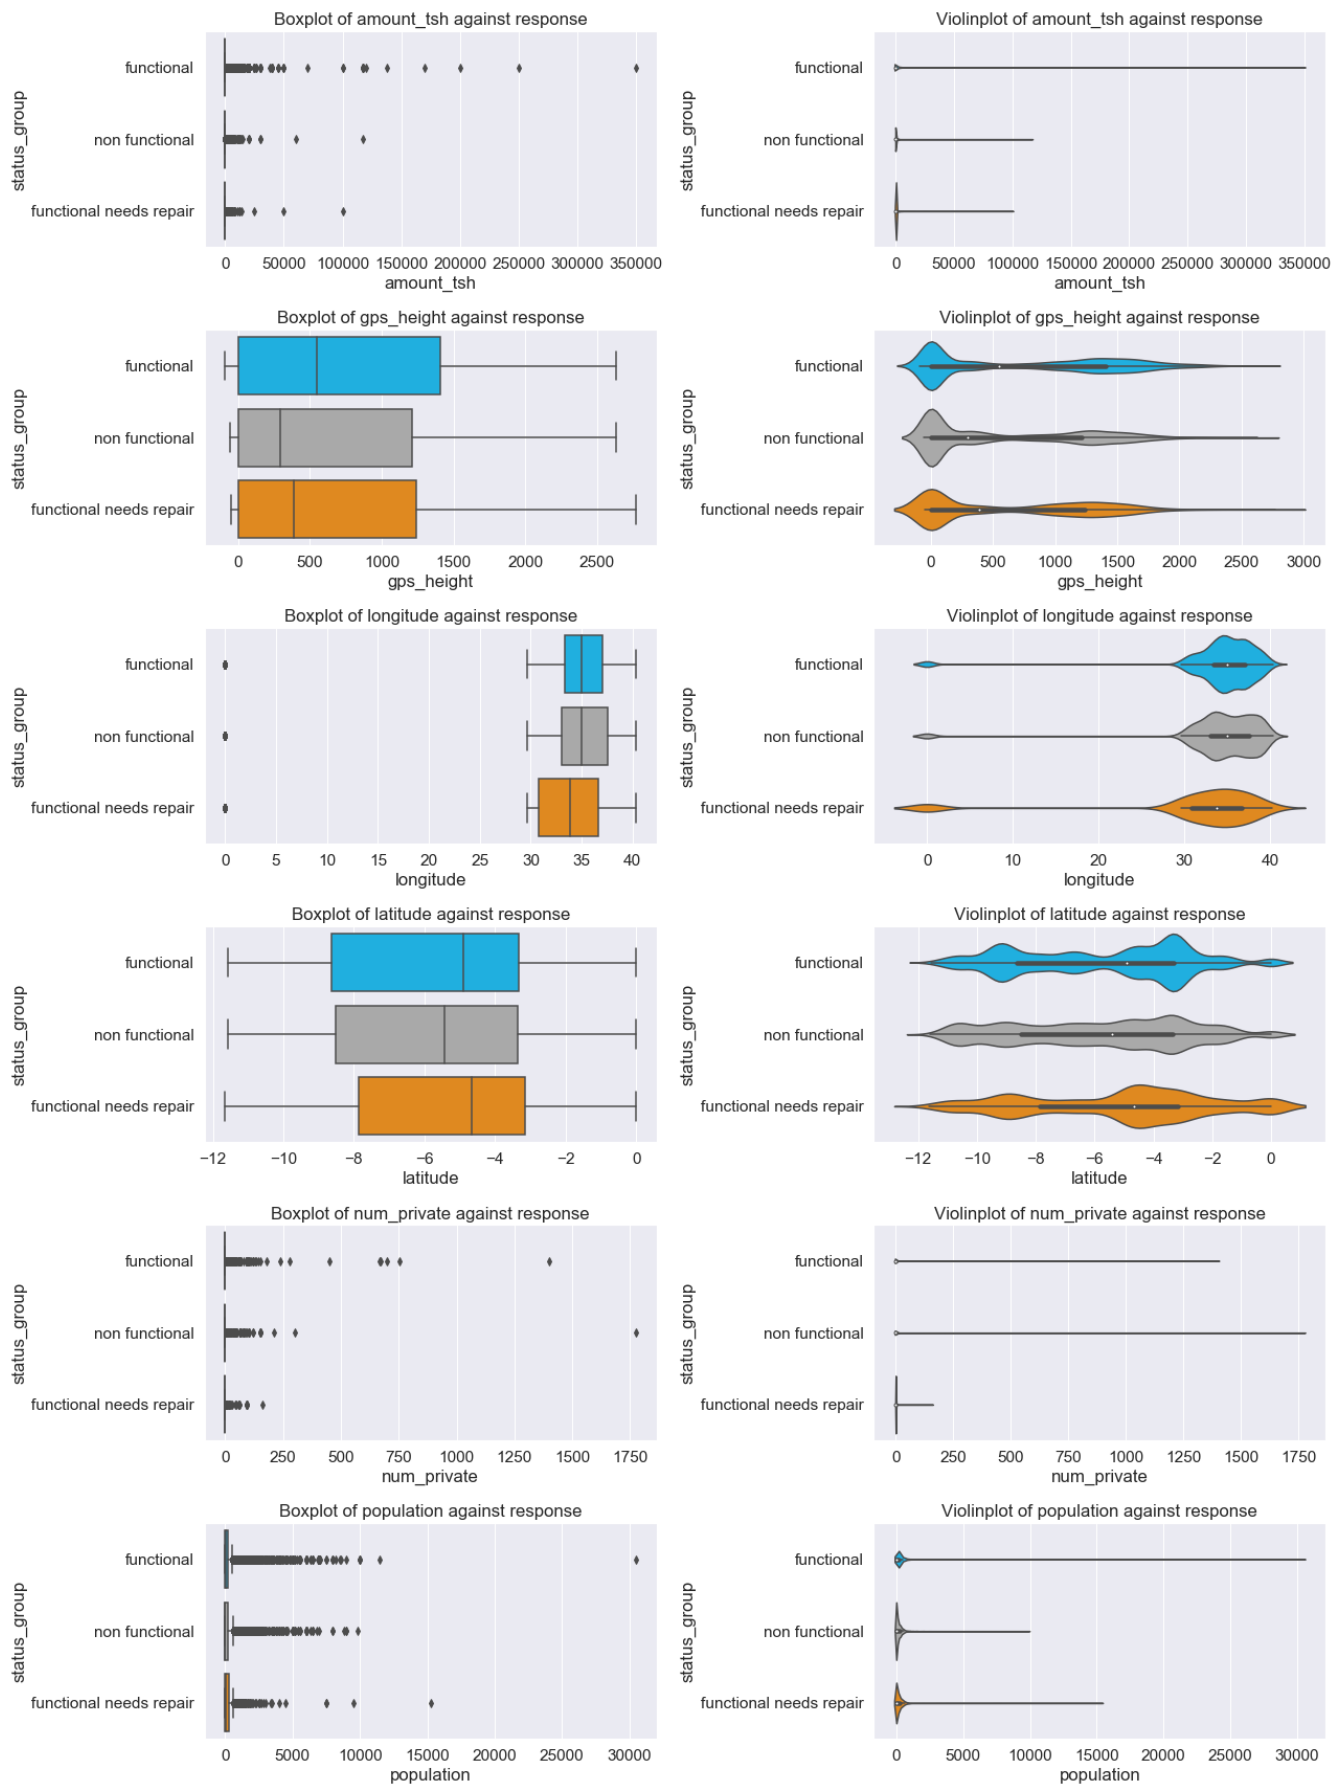 Boxplot of amount_tsh against response
status_group
functional
non functional
functional needs repair
0 50000 100000 150000 200000 250000 300000 350000
amount_tsh
Violinplot of amount_tsh against response
status_group
functional
non functional
functional needs repair
0 50000 100000 150000 200000 250000 300000 350000
amount_tsh
Boxplot of gps_height against response
status_group
functional
non functional
functional needs repair
0 500 1000 1500 2000 2500
gps_height
Violinplot of gps_height against response
status_group
functional
non functional
functional needs repair
0 500 1000 1500 2000 2500 3000
gps_height
Boxplot of longitude against response
status_group
functional
non functional
functional needs repair
0 5 10 15 20 25 30 35 40
longitude
Violinplot of longitude against response
status_group
functional
non functional
functional needs repair
0 10 20 30 40
longitude
Boxplot of latitude against response
status_group
functional
non functional
functional needs repair
−12 −10 −8 −6 −4 −2 0
latitude
Violinplot of latitude against response
status_group
functional
non functional
functional needs repair
−12 −10 −8 −6 −4 −2 0
latitude
Boxplot of num_private against response
status_group
functional
non functional
functional needs repair
0 250 500 750 1000 1250 1500 1750
num_private
Violinplot of num_private against response
status_group
functional
non functional
functional needs repair
0 250 500 750 1000 1250 1500 1750
num_private
Boxplot of population against response
status_group
functional
non functional
functional needs repair
0 5000 10000 15000 20000 25000 30000
population
Violinplot of population against response
status_group
functional
non functional
functional needs repair
0 5000 10000 15000 20000 25000 30000
population